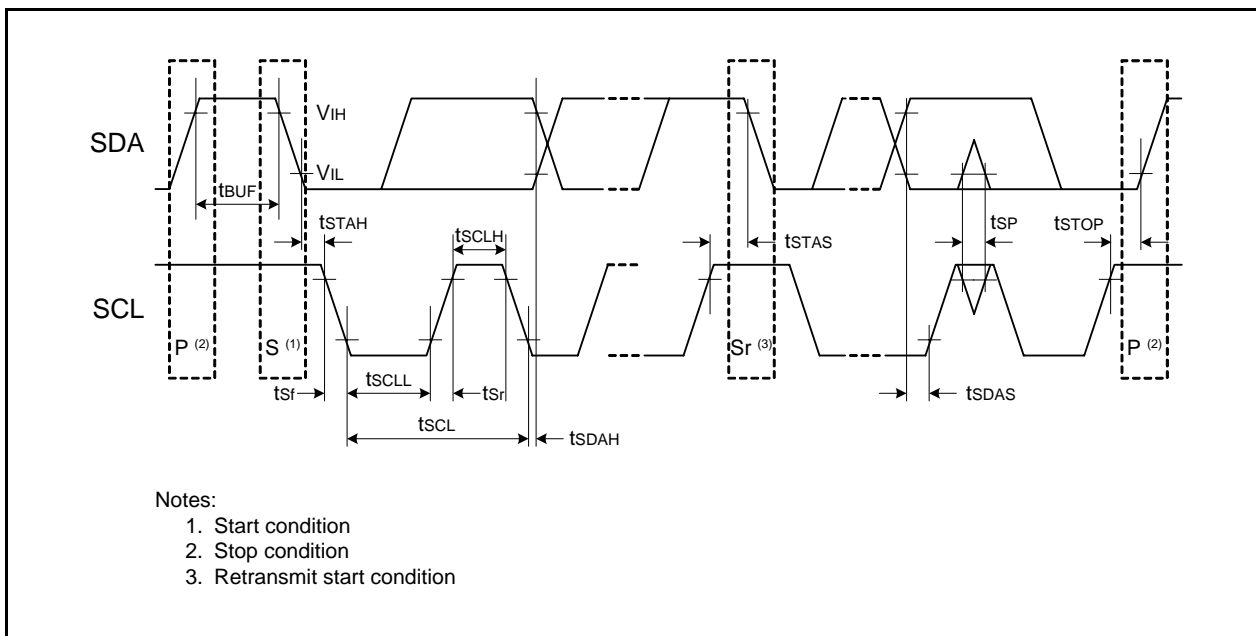 SDA
VIH
VIL
tBUF
tSTAH
tSCLH
tSTAS
tSP
tSTOP
SCL
P (2)
S (1)
Sr (3)
P (2)
tSf
tSCLL
tSr
tSDAS
tSCL
tSDAH
Notes:
1. Start condition
2. Stop condition
3. Retransmit start condition